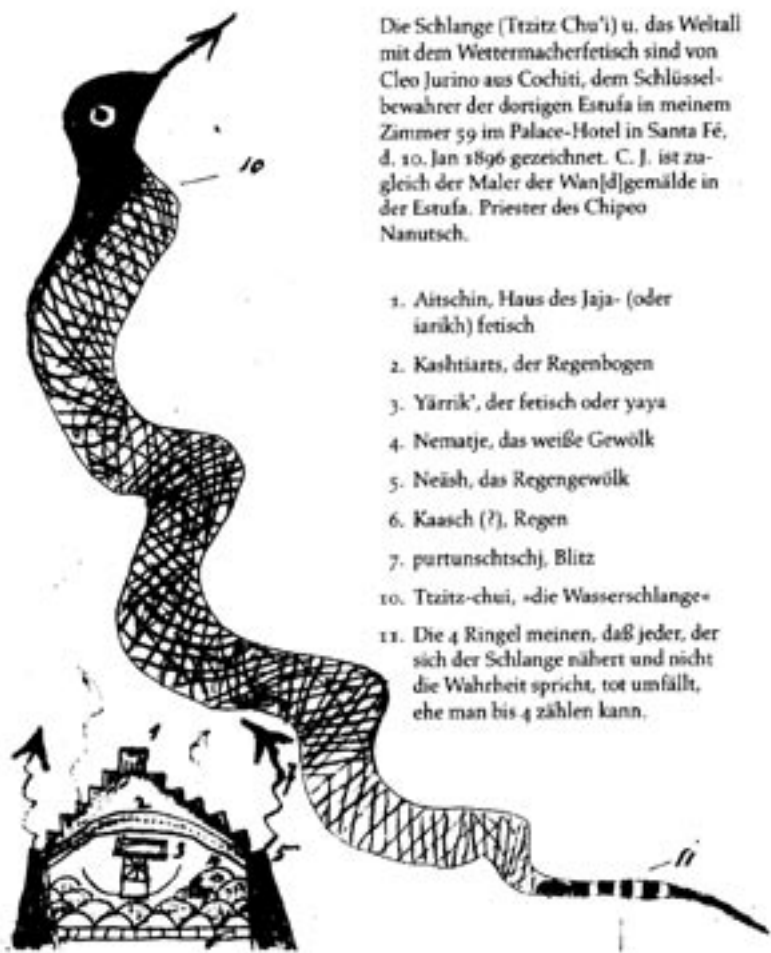 Die Schlange (Ttzitz Chu'i) u. das Weltall
mit dem Wettermacherfetisch sind von
Cleo Jurino aus Cochiti, dem Schlüssel-
bewahrer der dortigen Estufa in meinem
Zimmer 59 im Palace-Hotel in Santa Fé,
d. 10. Jan 1896 gezeichnet. C. J. ist zu-
gleich der Maler der Wan[d]gemälde in
der Estufa. Priester des Chipeo
Nanutsch.
1. Aitschin, Haus des Jaja- (oder
iarikh) fetisch
2. Kashtiarts, der Regenbogen
3. Yärrik', der fetisch oder yaya
4. Nematje, das weiße Gewölk
5. Neäsh, das Regengewölk
6. Kaasch (?), Regen
7. purtunschtschj, Blitz
10. Ttzitz-chui, »die Wasserschlange«
11. Die 4 Ringel meinen, daß jeder, der
sich der Schlange nähert und nicht
die Wahrheit spricht, tot umfällt,
ehe man bis 4 zählen kann.
10
1
2
3
5
11